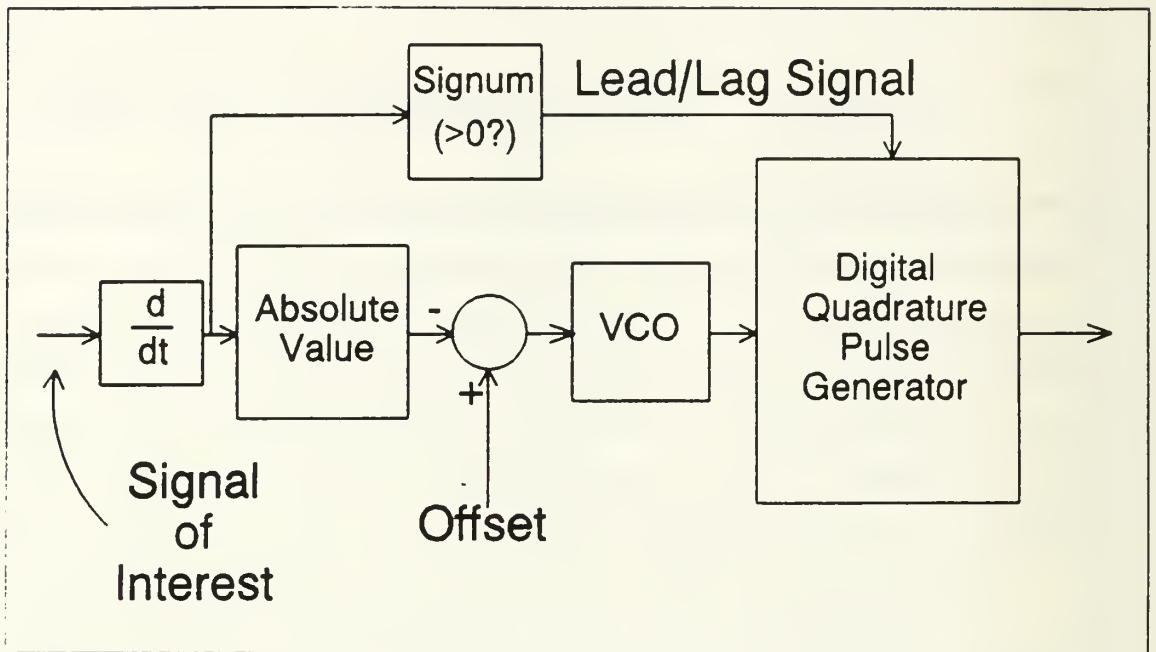 Signum
(>0?)
Lead/Lag Signal
d
dt
Absolute
Value
-
+
Offset
VCO
Digital
Quadrature
Pulse
Generator
Signal
of
Interest